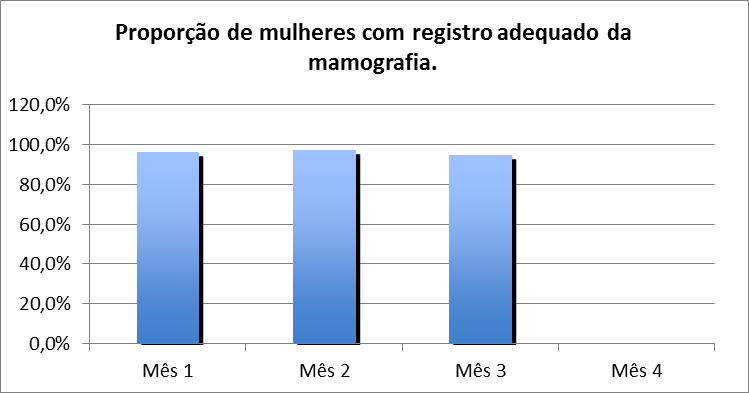 Proporção de mulheres com registro adequado da
mamografia.
120,0%
100,0%
80,0%
60,0%
40,0%
20,0%
0,0%
Mês 1 Mês 2 Mês 3 Mês 4